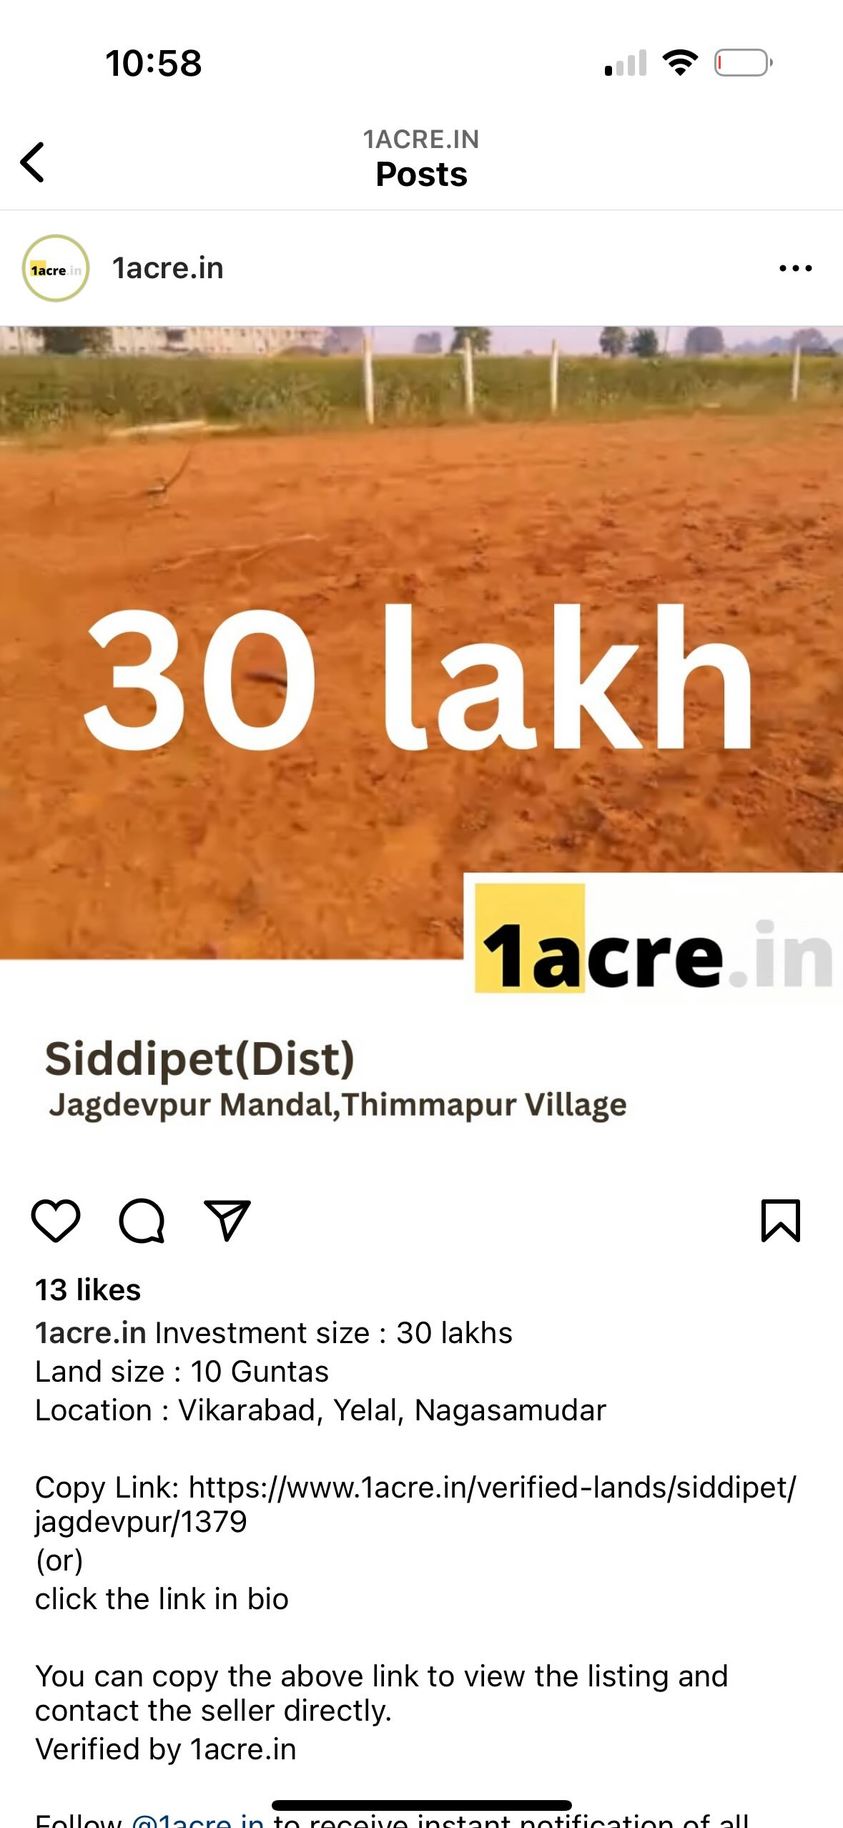 10:58
1ACRE.IN
Posts
1acre.in
1acre.in
30 lakh
1acre.in
Siddipet(Dist)
Jagdevpur Mandal,Thimmapur Village
13 likes
1acre.in Investment size : 30 lakhs
Land size : 10 Guntas
Location : Vikarabad, Yelal, Nagasamudar
Copy Link: https://www.1acre.in/verified-lands/siddipet/
jagdevpur/1379
(or)
click the link in bio
You can copy the above link to view the listing and
contact the seller directly.
Verified by 1acre.in
Follow @1acre.in to receive instant notification of all